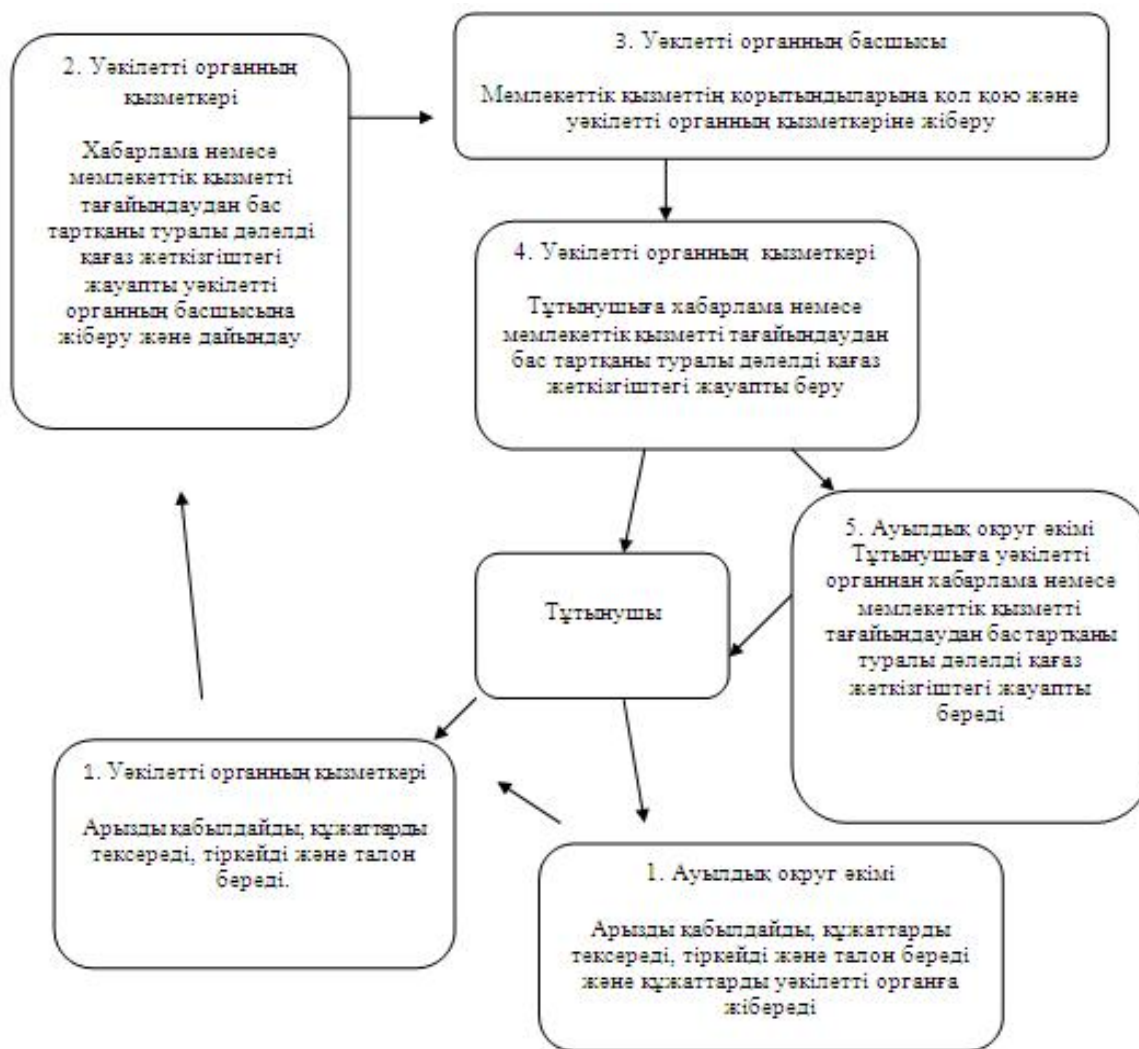 2. Уәкілетті органның
қызметкері
Хабарлама немесе
мемлекеттік қызметті
тағайындаудан бас
тартқаны туралы дәлелді
қағаз жеткізгіштегі
жауапты уәкілетті
органның басшысына
жіберу және дайындау
3. Уәклетті органның басшысы
Мемлекеттік қызметтің қорытындыларына қол қою және
уәкілетті органның қызметкеріне жіберу
4. Уәкілетті органның қызметкері
Тұтынушыға хабарлама немесе
мемлекеттік қызметті тағайындаудан
бас тартқаны туралы дәлелді қағаз
жеткізгіштегі жауапты беру
5. Ауылдық округ әкімі
Тұтынушыға уәкілетті
органнан хабарлама немесе
мемлекеттік қызметті
тағайындаудан бастартқаны
туралы дәлелді қағаз
жеткізгіштегі жауапты
береді
Тұтынушы
1. Уәкілетті органның қызметкері
Арызды қабылдайды, құжаттарды
тексереді, тіркейді және талон
береді.
1. Ауылдық округ әкімі
Арызды қабылдайды, құжаттарды
тексереді, тіркейді және талон береді
және құжаттарды уәкілетті органға
жібереді